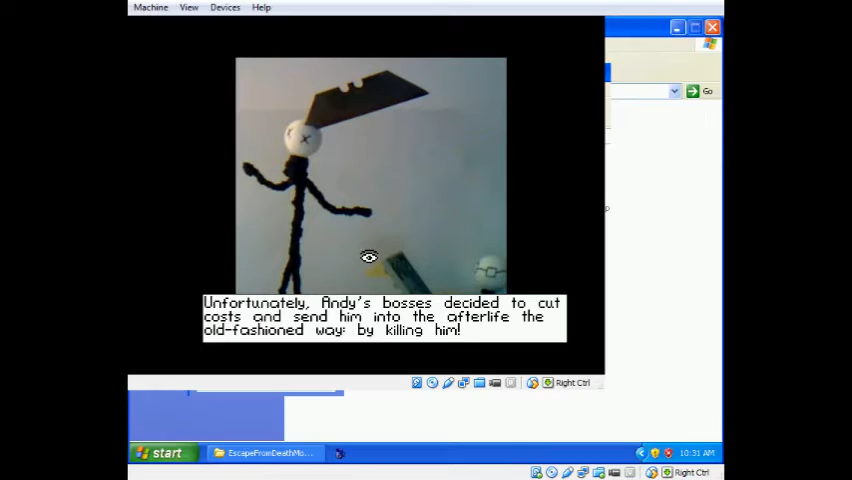 Machine View Devices Help
Go
Unfortunately, Andy's bosses decided to cut
costs and send him into the afterlife the
old-fashioned way: by killing him!
Right Ctrl
start EscapeFromDeathMo... 10:31 AM
Right Ctrl